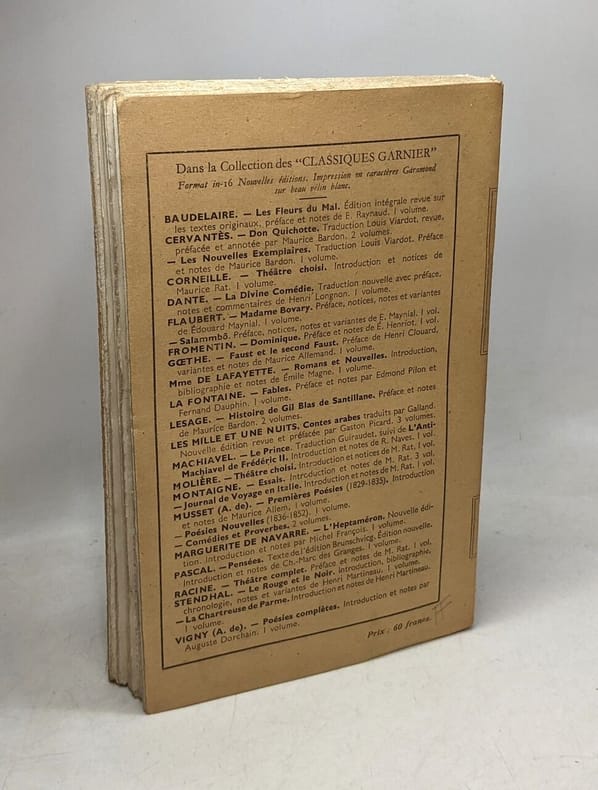 Dans la Collection des "CLASSIQUES GARNIER"
Format in-16 Nouvelles éditions. Impression en caractères Garamond
sur beau vélin blanc.
BAUDELAIRE. — Les Fleurs du Mal. Édition intégrale revue sur
les textes originaux, préface et notes de E. Raynaud. 1 volume.
CERVANTÈS. — Don Quichotte. Traduction Louis Viardot, revue,
préfacée et annotée par Maurice Bardon. 2 volumes.
— Les Nouvelles Exemplaires. Traduction Louis Viardot. Préface
et notes de Maurice Bardon. 1 volume.
CORNEILLE. — Théâtre choisi. Introduction et notices de
Maurice Rat. 1 volume.
DANTE. — La Divine Comédie. Traduction nouvelle avec préface,
notes et commentaires de Henri Longnon. 1 volume.
FLAUBERT. — Madame Bovary. Préface, notices, notes et variantes
de Édouard Maynial. 1 volume.
— Salammbô. Préface, notices, notes et variantes de E. Maynial. 1 vol.
FROMENTIN. — Dominique. Préface et notes de É. Henriot. 1 vol.
GŒTHE. — Faust et le second Faust. Préface de Henri Clouard,
variantes et notes de Maurice Allemand. 1 volume.
Mme DE LAFAYETTE. — Romans et Nouvelles. Introduction,
bibliographie et notes de Émile Magne. 1 volume.
LA FONTAINE. — Fables. Préface et notes par Edmond Pilon et
Fernand Dauphin. 1 volume.
LESAGE. — Histoire de Gil Blas de Santillane. Préface et notes
de Maurice Bardon. 2 volumes.
LES MILLE ET UNE NUITS. Contes arabes traduits par Galland.
Nouvelle édition revue et préfacée par Gaston Picard. 3 volumes.
MACHIAVEL. — Le Prince. Traduction Guiraudet, suivi de L'Anti-
Machiavel de Frédéric II. Introduction et notes de R. Naves. 1 vol.
MOLIÈRE. — Théâtre choisi. Introduction et notices de M. Rat. 1 vol.
MONTAIGNE. — Essais. Introduction et notes de M. Rat. 3 vol.
— Journal de Voyage en Italie. Introduction et notes de M. Rat. 1 vol.
MUSSET (A. de). — Premières Poésies (1829-1835). Introduction
et notes de Maurice Allem. 1 volume.
— Poésies Nouvelles (1836-1852). 1 volume.
— Comédies et Proverbes. 2 volumes.
MARGUERITE DE NAVARRE. — L'Heptaméron. Nouvelle édi-
tion. Introduction et notes par Michel François. 1 volume.
PASCAL. — Pensées. Texte de l'édition Brunschvicg. Édition nouvelle.
Introduction et notes de Ch.-Marc des Granges. 1 volume.
RACINE. — Théâtre complet. Préface et notes de M. Rat. 1 vol.
STENDHAL. — Le Rouge et le Noir. Introduction, bibliographie,
chronologie, notes et variantes de Henri Martineau. 1 volume.
— La Chartreuse de Parme. Introduction et notes de Henri Martineau.
1 volume.
VIGNY (A. de). — Poésies complètes. Introduction et notes par
Auguste Dorchain. 1 volume.
Prix : 60 francs.